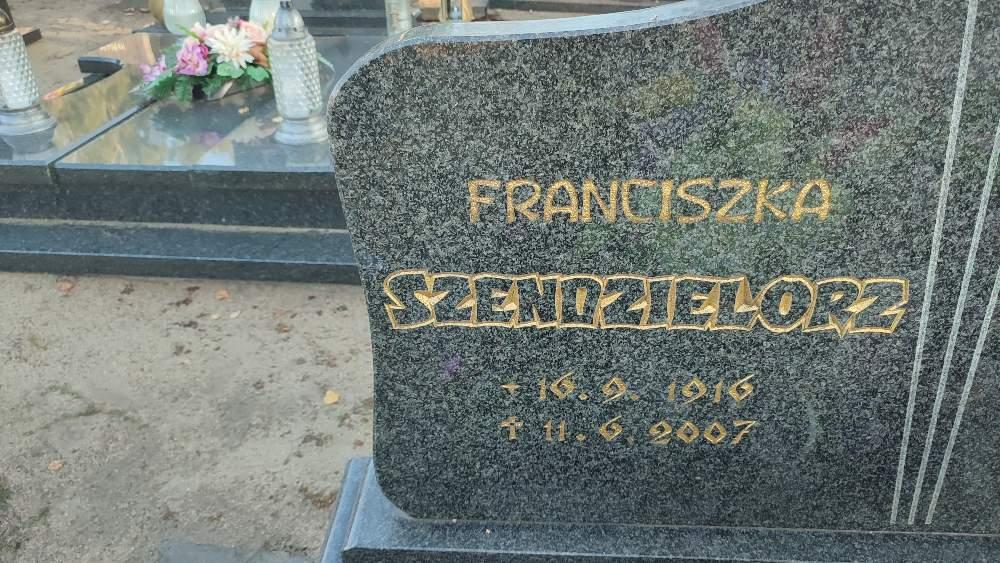 FRANCISZKA
SZENDZIELORZ
* 16. 9. 1916
† 11. 6. 2007